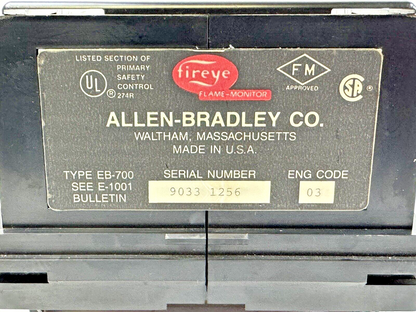 LISTED SECTION OF
PRIMARY
SAFETY
CONTROL
274R
UL
®
fireye
FLAME-MONITOR
FM
APPROVED
SA
ALLEN-BRADLEY CO.
WALTHAM, MASSACHUSETTS
MADE IN U.S.A.
TYPE EB-700 SERIAL NUMBER ENG CODE
SEE E-1001 9033 1256 03
BULLETIN